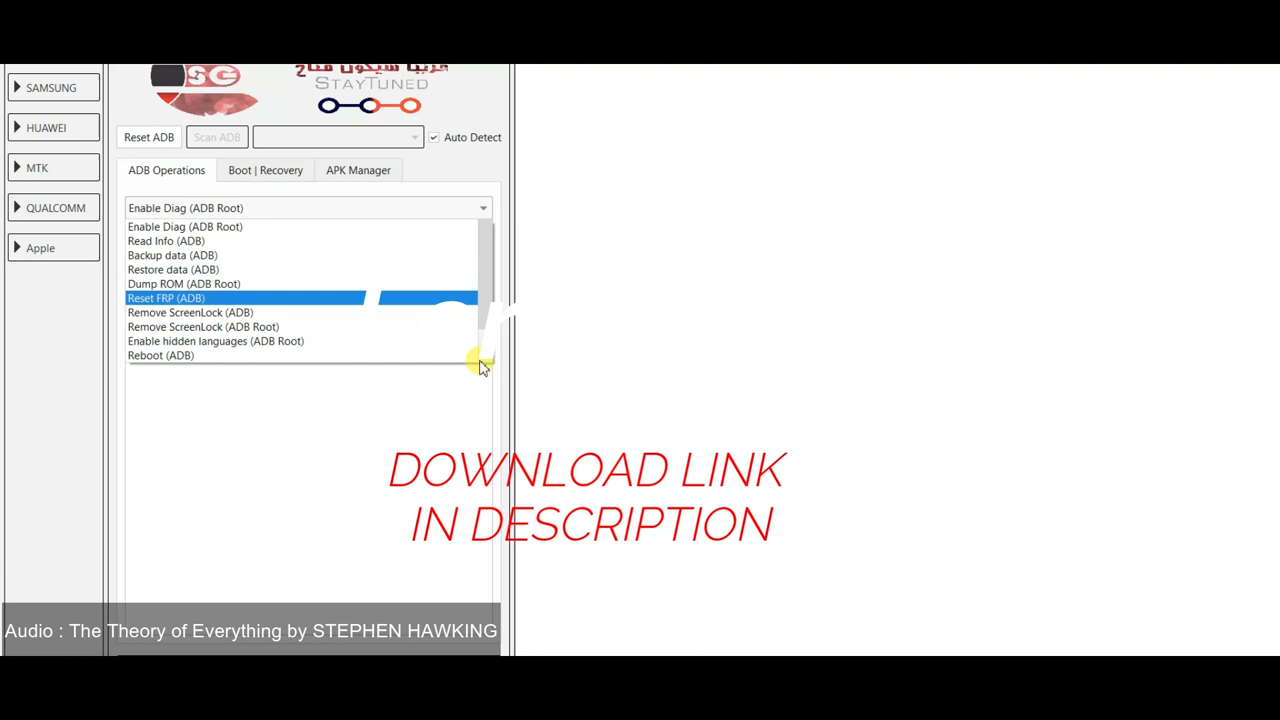 SAMSUNG
HUAWEI
MTK
QUALCOMM
Apple
SG
STAYTUNED
Reset ADB
Scan ADB
Auto Detect
ADB Operations
Boot | Recovery
APK Manager
Enable Diag (ADB Root)
Enable Diag (ADB Root)
Read Info (ADB)
Backup data (ADB)
Restore data (ADB)
Dump ROM (ADB Root)
Reset FRP (ADB)
Remove ScreenLock (ADB)
Remove ScreenLock (ADB Root)
Enable hidden languages (ADB Root)
Reboot (ADB)
DOWNLOAD LINK
IN DESCRIPTION
Audio : The Theory of Everything by STEPHEN HAWKING